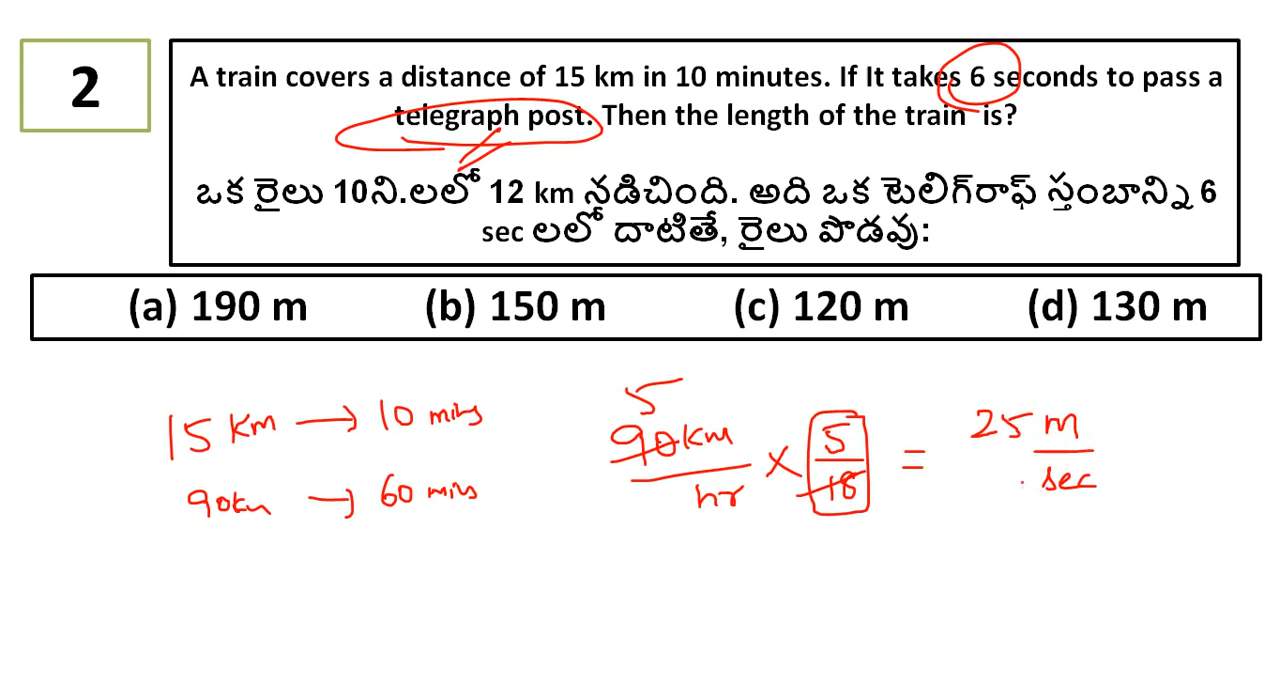 2
A train covers a distance of 15 km in 10 minutes. If It takes 6 seconds to pass a
telegraph post. Then the length of the train is?
ఒక రైలు 10ని.లలో 12 km నడిచింది. అది ఒక టెలిగ్‌రాఫ్ స్తంబాన్ని 6
sec లలో దాటితే, రైలు పొడవు:
(a) 190 m (b) 150 m (c) 120 m (d) 130 m
15 km → 10 mins
90km → 60 mins
5
90km/hr × 5/18 = 25 m/sec